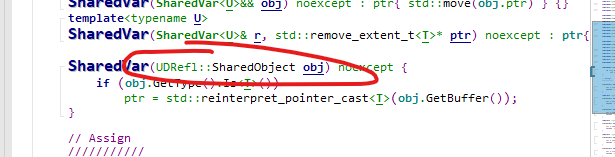 SharedVar(SharedVar<U>&& obj) noexcept : ptr{ std::move(obj.ptr) } {}
template<typename U>
SharedVar(SharedVar<U>& r, std::remove_extent_t<T>* ptr) noexcept : ptr{
SharedVar(UDRefl::SharedObject obj) noexcept {
if (obj.GetType().Is<T>())
ptr = std::reinterpret_pointer_cast<T>(obj.GetBuffer());
}
// Assign
///////////